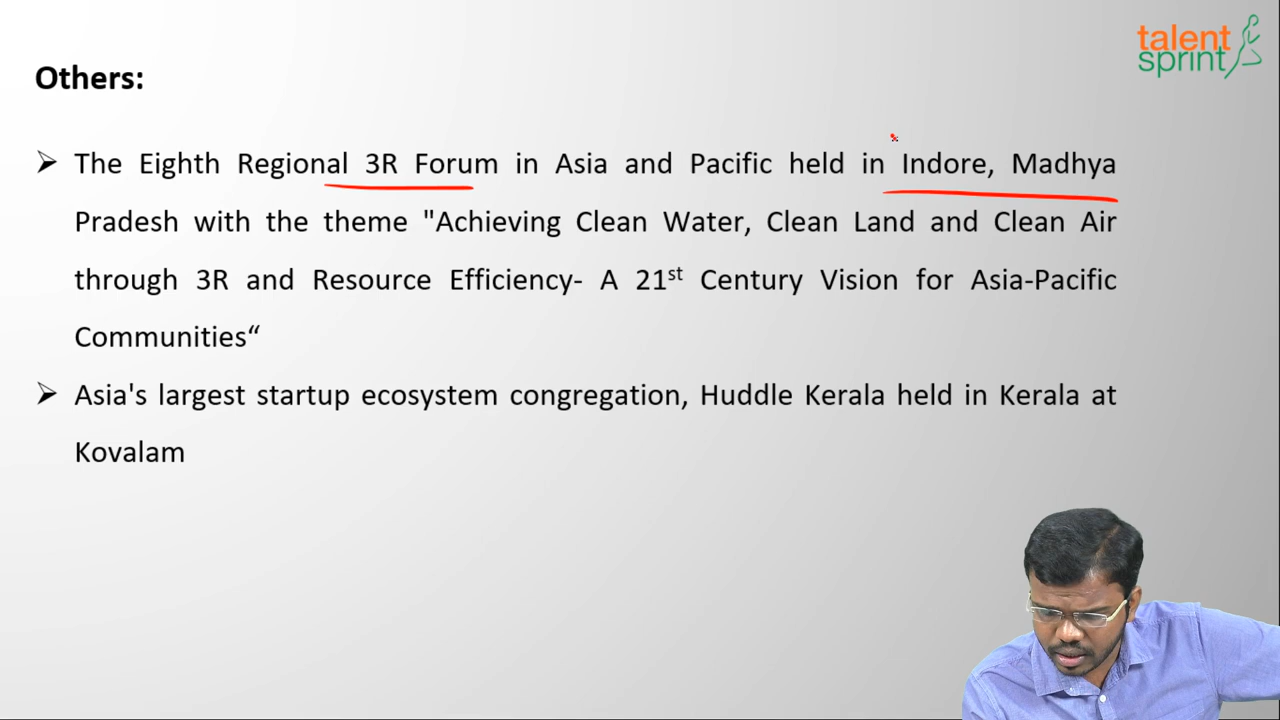 talent
sprint
Others:
The Eighth Regional 3R Forum in Asia and Pacific held in Indore, Madhya
Pradesh with the theme "Achieving Clean Water, Clean Land and Clean Air
through 3R and Resource Efficiency- A 21st Century Vision for Asia-Pacific
Communities“
Asia's largest startup ecosystem congregation, Huddle Kerala held in Kerala at
Kovalam